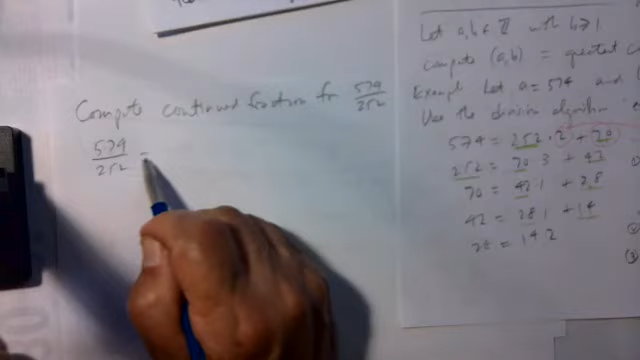 Compute continued fraction for 574/252
574/252 =
Let a, b ∈ ℤ with b ≥ 1
Compute (a,b) = greatest
Example Let a = 574 and
Use the division algorithm
574 = 252 · 2 + 70
252 = 70 · 3 + 42
70 = 42 · 1 + 28
42 = 28 · 1 + 14
28 = 14 · 2